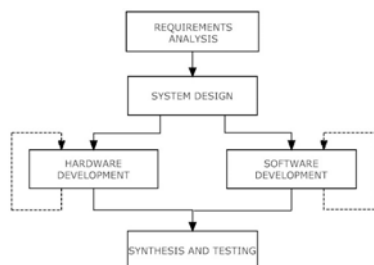 REQUIREMENTS
ANALYSIS
SYSTEM DESIGN
HARDWARE
DEVELOPMENT
SOFTWARE
DEVELOPMENT
SYNTHESIS AND TESTING